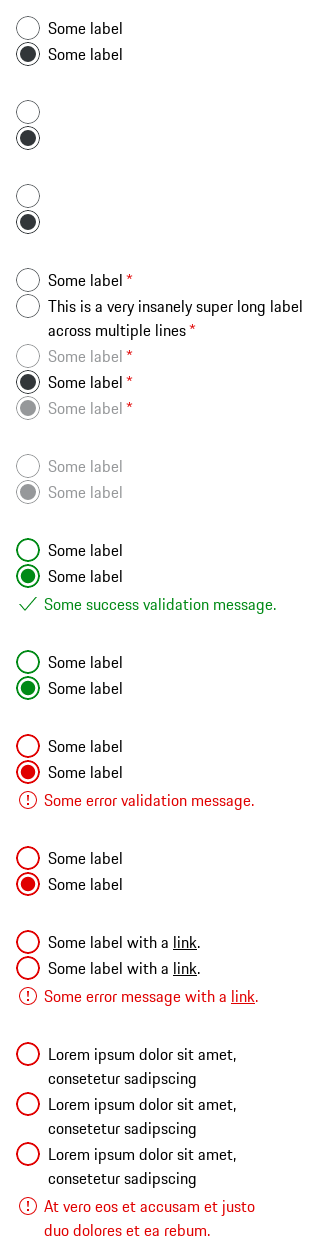 Some label
Some label
Some label *
This is a very insanely super long label
across multiple lines *
Some label *
Some label *
Some label *
Some label
Some label
Some label
Some label
Some success validation message.
Some label
Some label
Some label
Some label
Some error validation message.
Some label
Some label
Some label with a link.
Some label with a link.
Some error message with a link.
Lorem ipsum dolor sit amet,
consetetur sadipscing
Lorem ipsum dolor sit amet,
consetetur sadipscing
Lorem ipsum dolor sit amet,
consetetur sadipscing
At vero eos et accusam et justo
duo dolores et ea rebum.